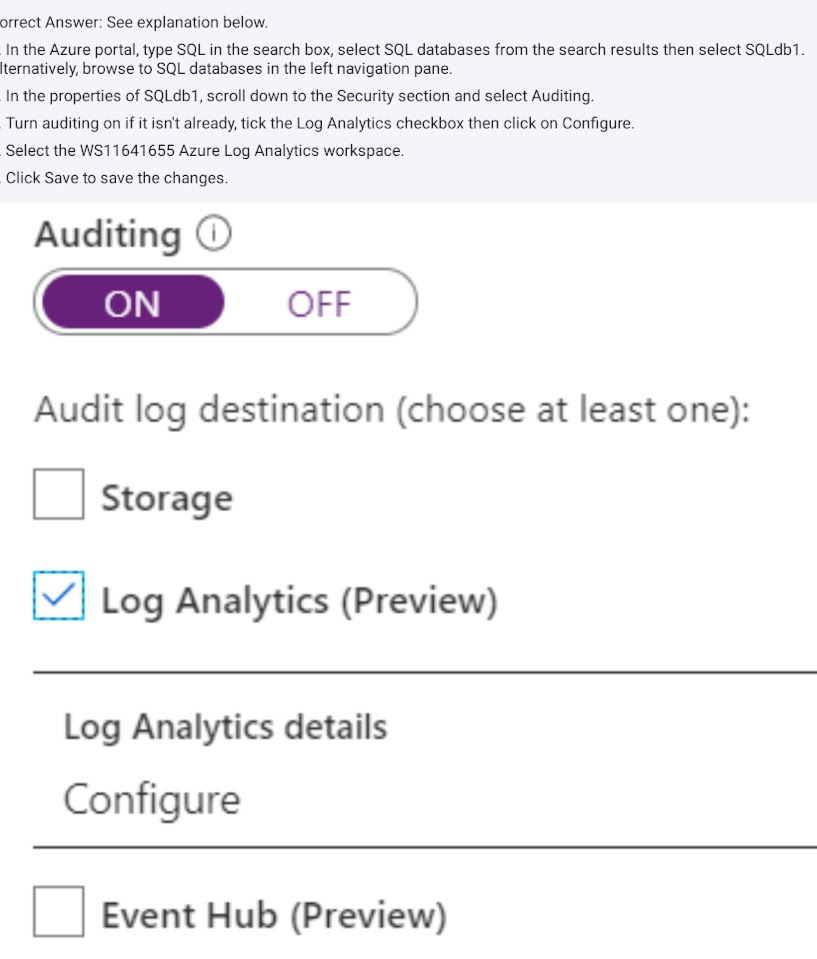 orrect Answer: See explanation below.
. In the Azure portal, type SQL in the search box, select SQL databases from the search results then select SQLdb1.
lternatively, browse to SQL databases in the left navigation pane.
. In the properties of SQLdb1, scroll down to the Security section and select Auditing.
. Turn auditing on if it isn't already, tick the Log Analytics checkbox then click on Configure.
. Select the WS11641655 Azure Log Analytics workspace.
. Click Save to save the changes.
Auditing
ON OFF
Audit log destination (choose at least one):
Storage
Log Analytics (Preview)
Log Analytics details
Configure
Event Hub (Preview)